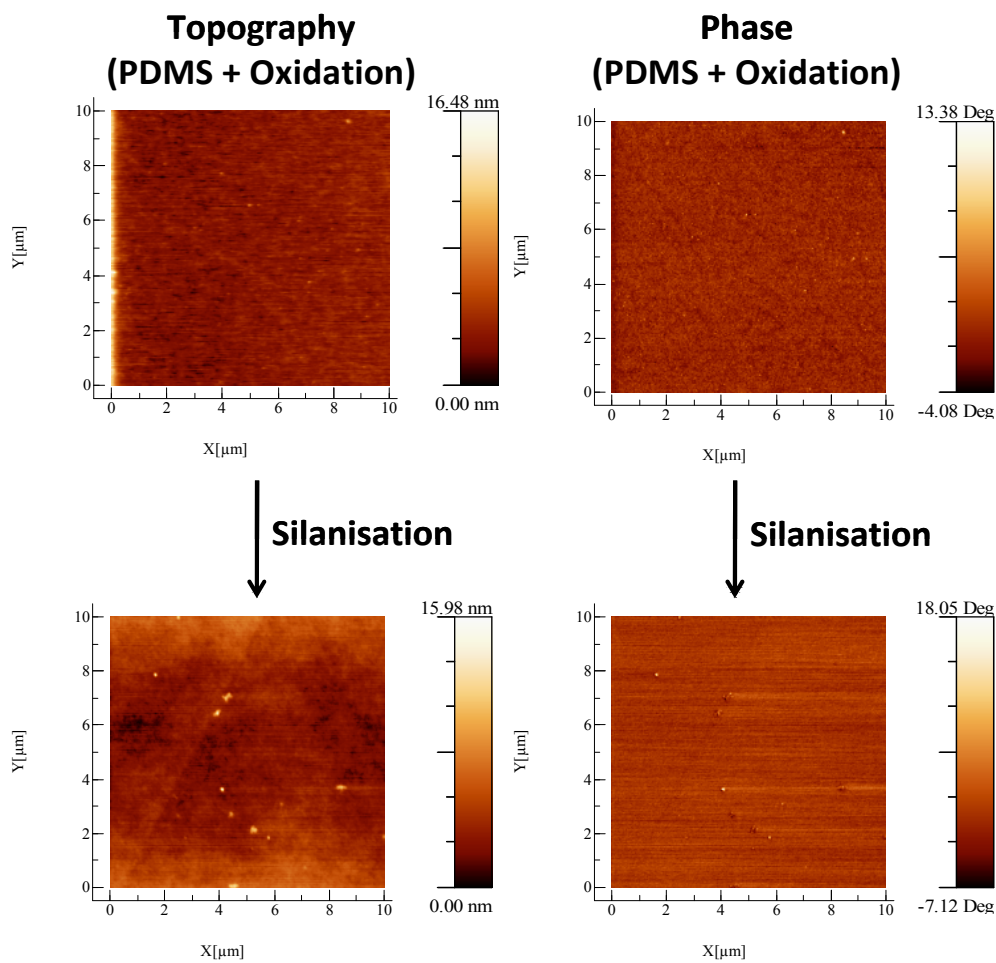 Topography
(PDMS + Oxidation)
Phase
(PDMS + Oxidation)
16.48 nm
10
8
6
4
2
0
Y[µm]
0 2 4 6 8 10
X[µm]
0.00 nm
13.38 Deg
10
8
6
4
2
0
Y[µm]
0 2 4 6 8 10
X[µm]
-4.08 Deg
Silanisation
Silanisation
15.98 nm
10
8
6
4
2
0
Y[µm]
0 2 4 6 8 10
X[µm]
0.00 nm
18.05 Deg
10
8
6
4
2
0
Y[µm]
0 2 4 6 8 10
X[µm]
-7.12 Deg